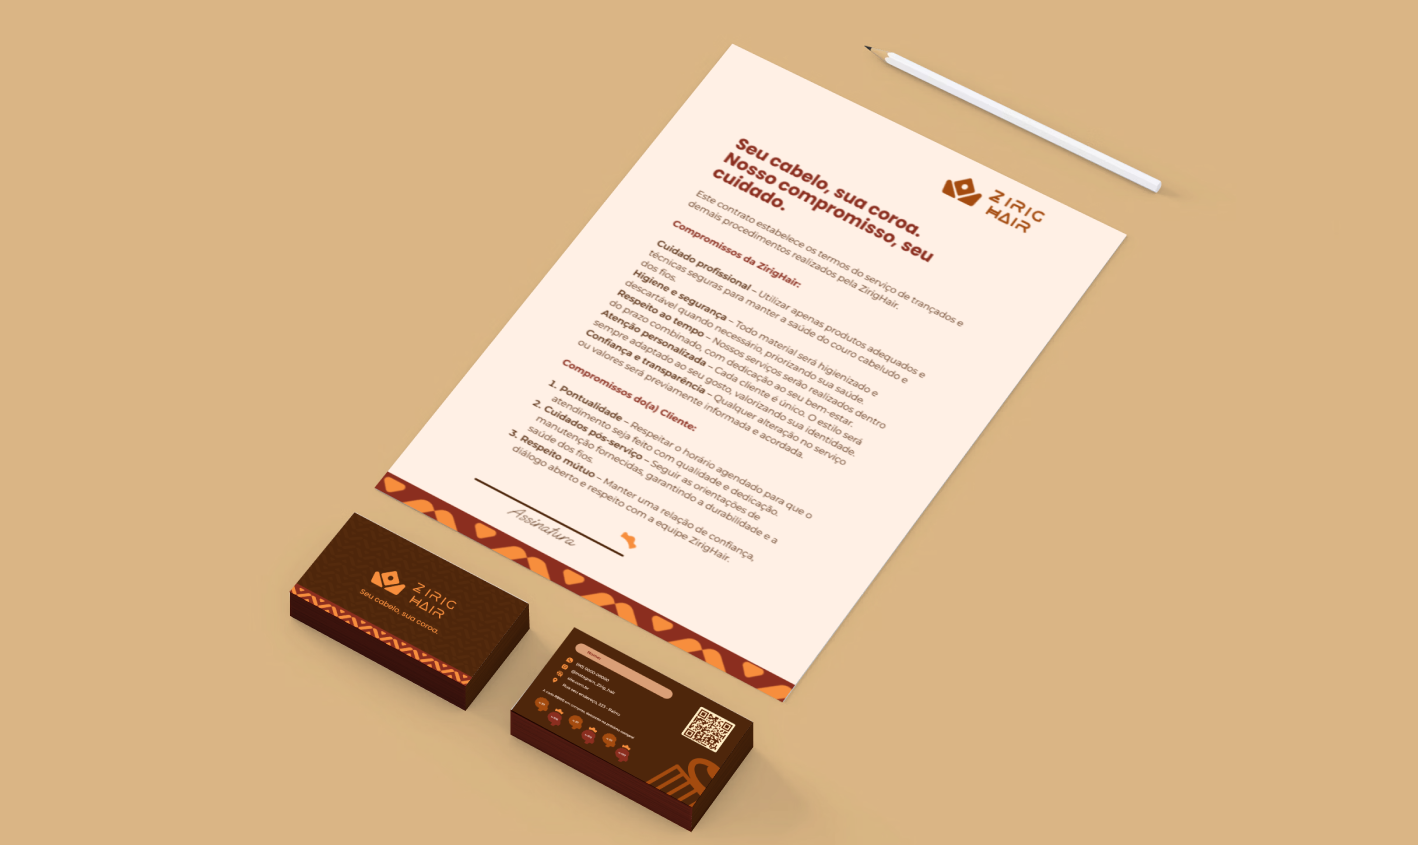 Seu cabelo, sua coroa.
Nosso compromisso, seu
cuidado.
ZIRIG
HAIR
Este contrato estabelece os termos do serviço de trançados e
demais procedimentos realizados pela ZirigHair.
Compromissos da ZirigHair:
Cuidado profissional – Utilizar apenas produtos adequados e
técnicas seguras para manter a saúde do couro cabeludo e
dos fios.
Higiene e segurança – Todo material será higienizado e
descartável quando necessário, priorizando sua saúde.
Respeito ao tempo – Nossos serviços serão realizados dentro
do prazo combinado, com dedicação ao seu bem-estar.
Atenção personalizada – Cada cliente é único. O estilo será
sempre adaptado ao seu gosto, valorizando sua identidade.
Confiança e transparência – Qualquer alteração no serviço
ou valores será previamente informada e acordada.
Compromissos do(a) Cliente:
1. Pontualidade – Respeitar o horário agendado para que o
atendimento seja feito com qualidade e dedicação.
2. Cuidados pós-serviço – Seguir as orientações de
manutenção fornecidas, garantindo a durabilidade e a
saúde dos fios.
3. Respeito mútuo – Manter uma relação de confiança,
diálogo aberto e respeito com a equipe ZirigHair.
Assinatura
ZIRIG
HAIR
Seu cabelo, sua coroa.